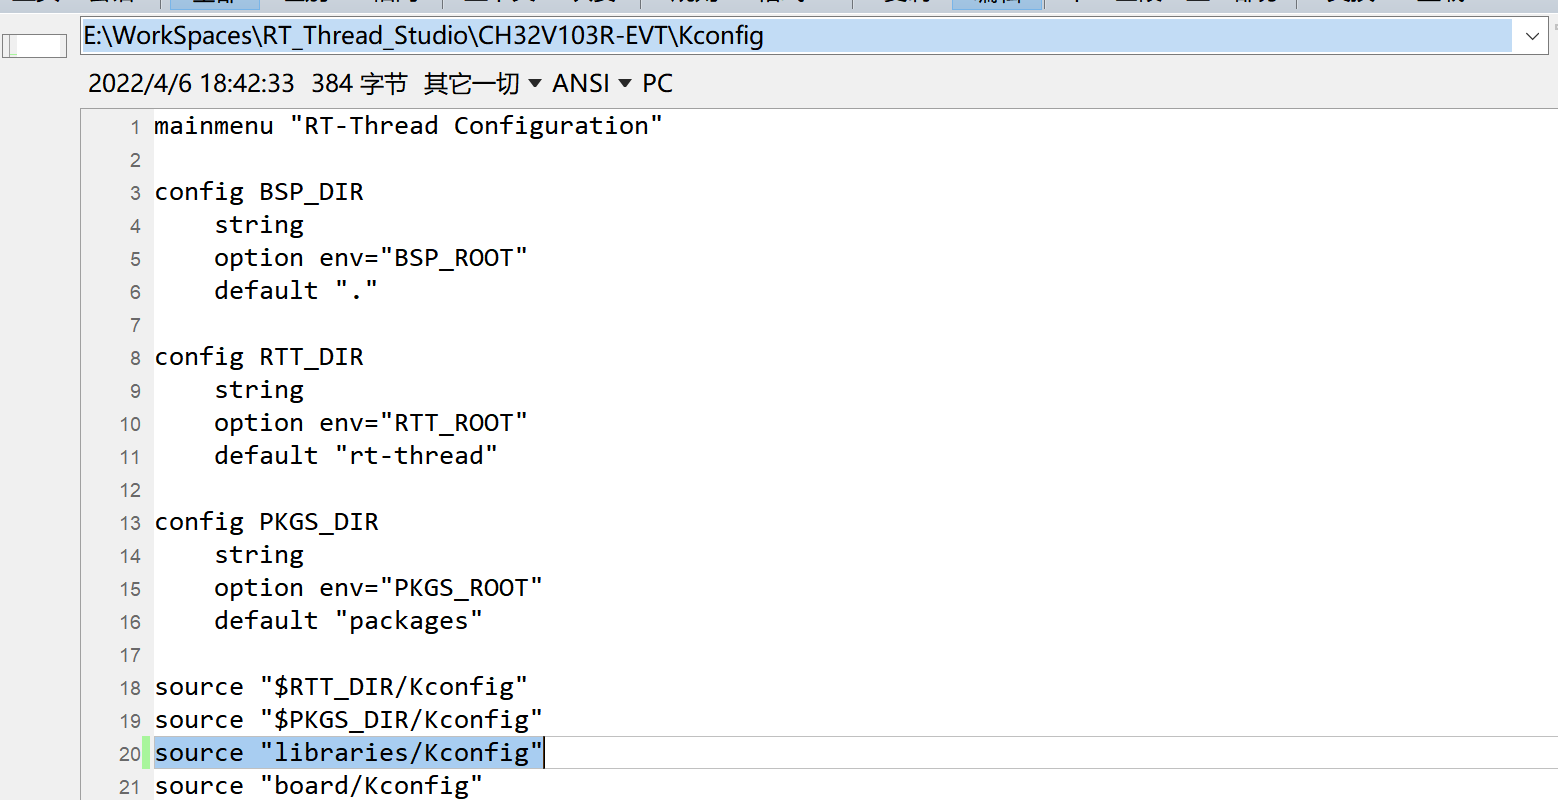 E:\WorkSpaces\RT_Thread_Studio\CH32V103R-EVT\Kconfig
2022/4/6 18:42:33 384 字节 其它一切 ANSI PC
1 mainmenu "RT-Thread Configuration"
2
3 config BSP_DIR
4 string
5 option env="BSP_ROOT"
6 default "."
7
8 config RTT_DIR
9 string
10 option env="RTT_ROOT"
11 default "rt-thread"
12
13 config PKGS_DIR
14 string
15 option env="PKGS_ROOT"
16 default "packages"
17
18 source "$RTT_DIR/Kconfig"
19 source "$PKGS_DIR/Kconfig"
20 source "libraries/Kconfig"
21 source "board/Kconfig"